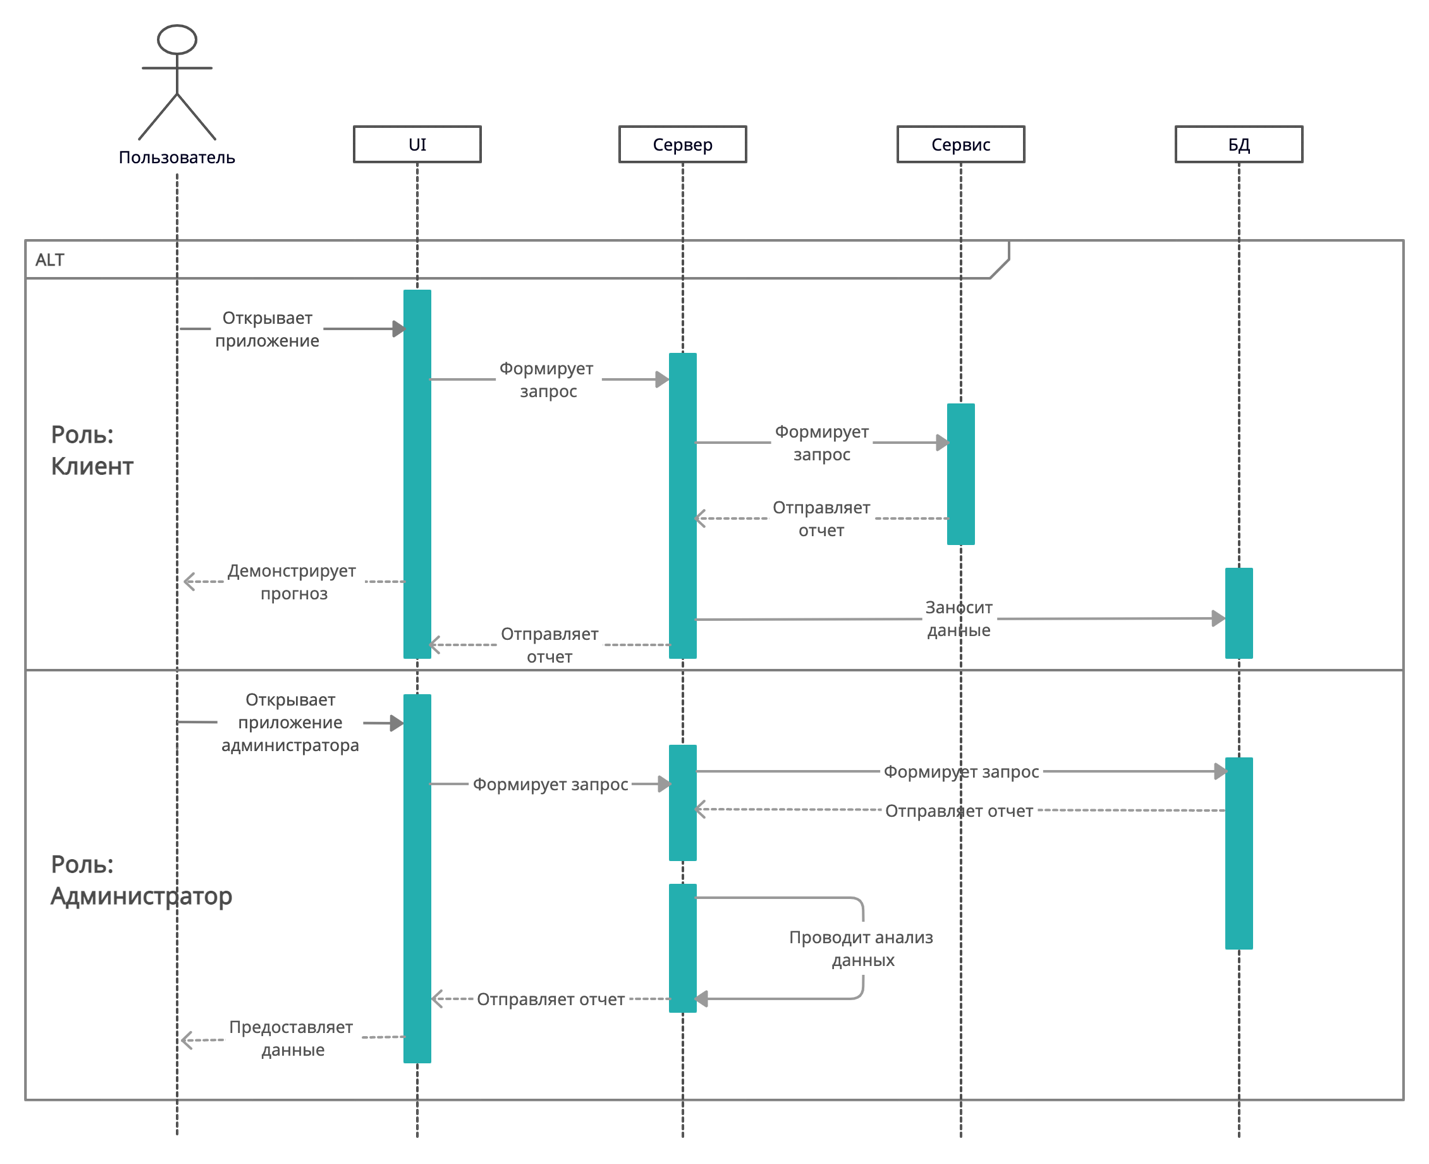 Пользователь
UI
Сервер
Сервис
БД
ALT
Открывает
приложение
Формирует
запрос
Роль:
Клиент
Формирует
запрос
Отправляет
отчет
Демонстрирует
прогноз
Заносит
данные
Отправляет
отчет
Открывает
приложение
администратора
Формирует запрос
Формирует запрос
Отправляет отчет
Роль:
Администратор
Проводит анализ
данных
Отправляет отчет
Предоставляет
данные